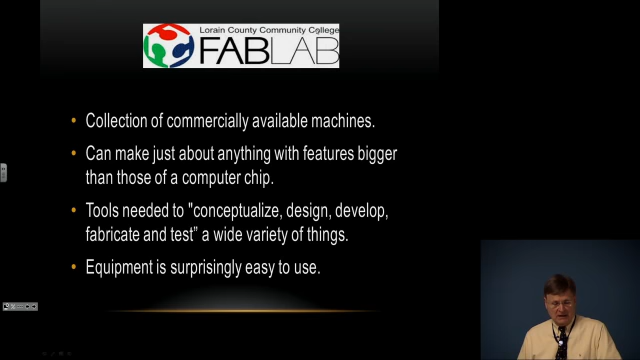 Lorain County Community College
FABLAB
• Collection of commercially available machines.
• Can make just about anything with features bigger
than those of a computer chip.
• Tools needed to "conceptualize, design, develop,
fabricate and test” a wide variety of things.
• Equipment is surprisingly easy to use.